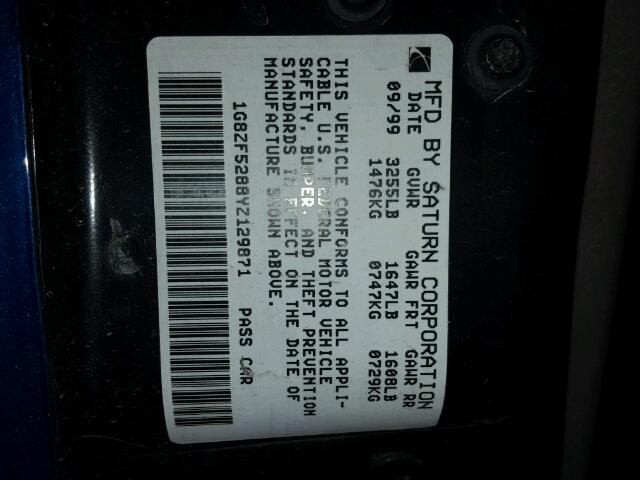 MFD BY SATURN CORPORATION
DATE GVWR GAWR FRT GAWR RR
09/99 3255LB 1647LB 1608LB
1476KG 0747KG 0729KG
THIS VEHICLE CONFORMS TO ALL APPLI-
CABLE U.S. FEDERAL MOTOR VEHICLE
SAFETY, BUMPER, AND THEFT PREVENTION
STANDARDS IN EFFECT ON THE DATE OF
MANUFACTURE SHOWN ABOVE.
1G8ZF5288YZ129871 PASS CAR